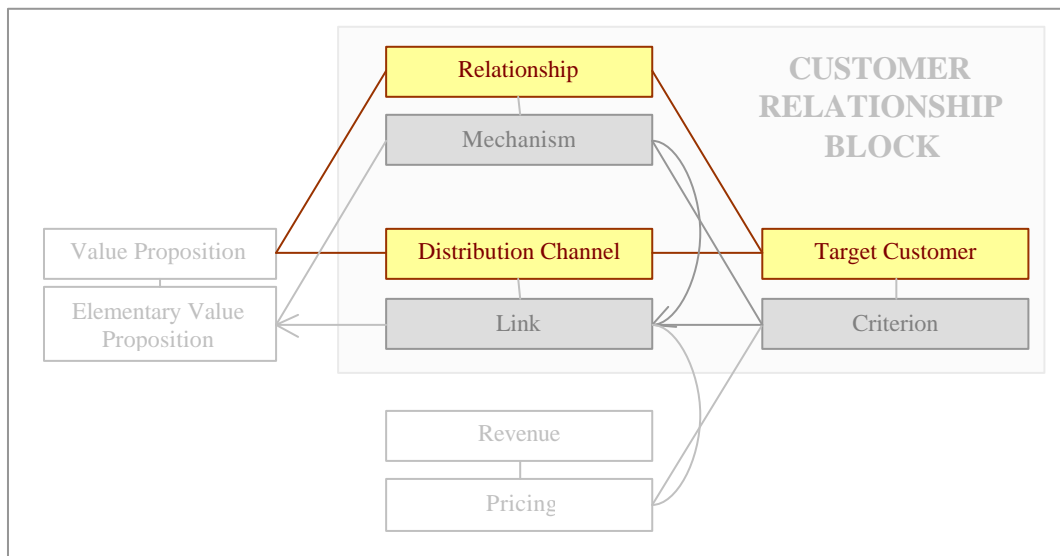 Relationship
CUSTOMER
RELATIONSHIP
BLOCK
Mechanism
Value Proposition
Distribution Channel
Target Customer
Elementary Value
Proposition
Link
Criterion
Revenue
Pricing